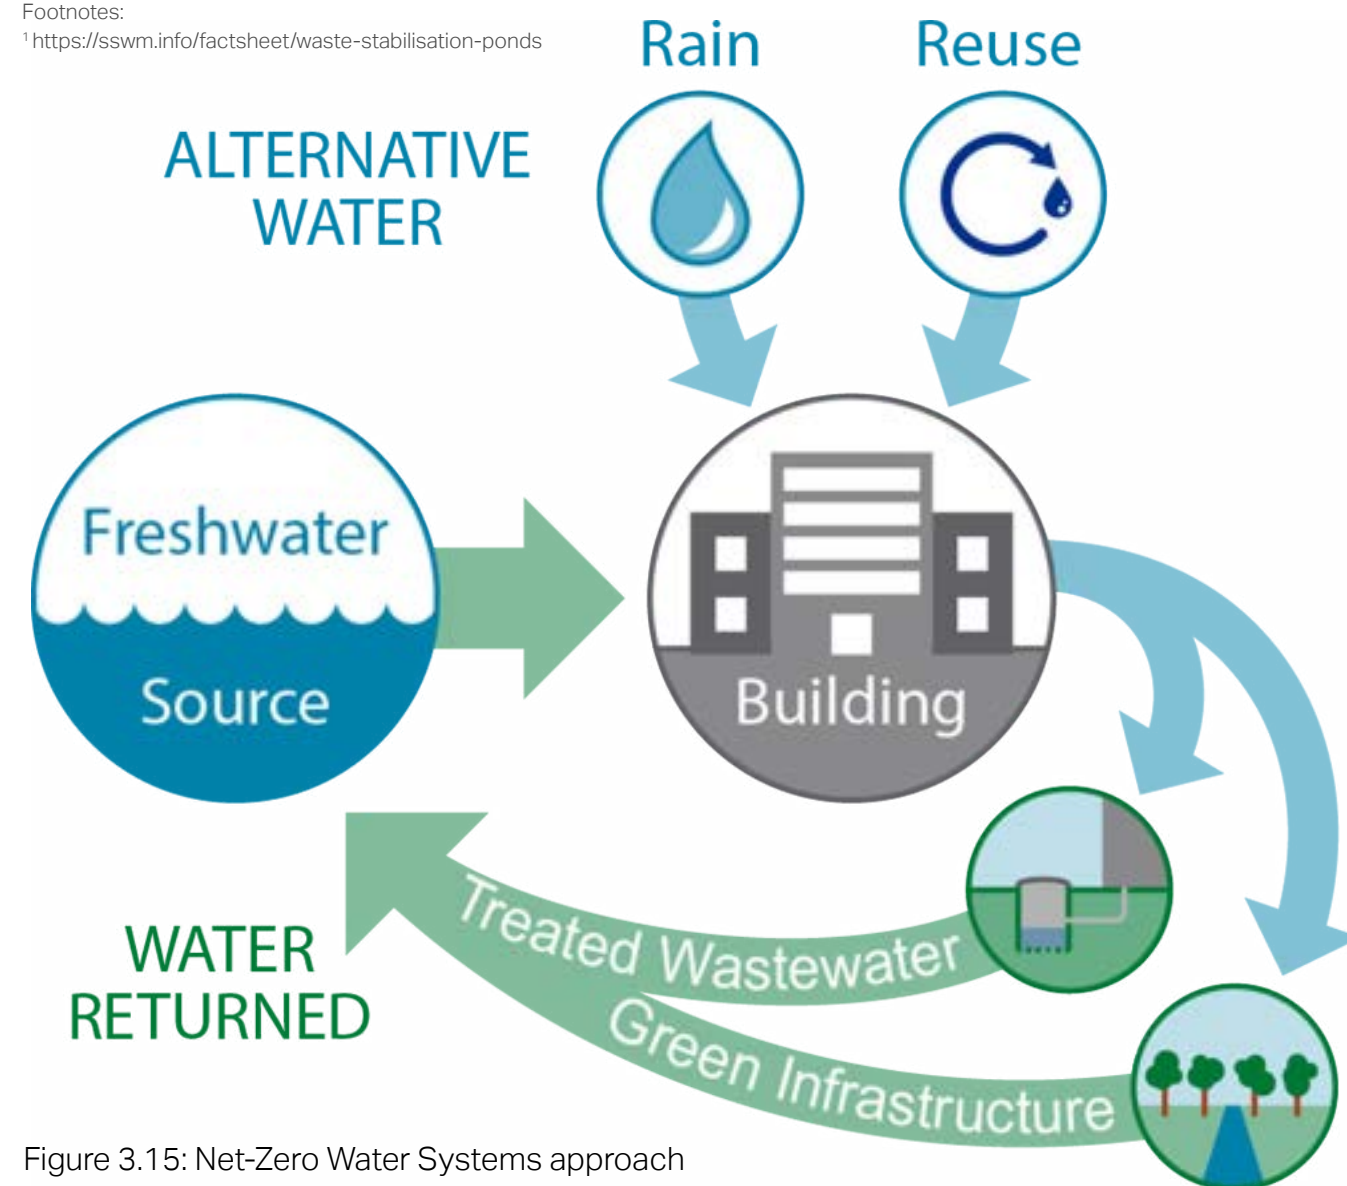 Footnotes:
1 https://sswm.info/factsheet/waste-stabilisation-ponds
Rain
Reuse
ALTERNATIVE
WATER
Freshwater
Source
Building
Treated Wastewater
Green Infrastructure
WATER
RETURNED
Figure 3.15: Net-Zero Water Systems approach